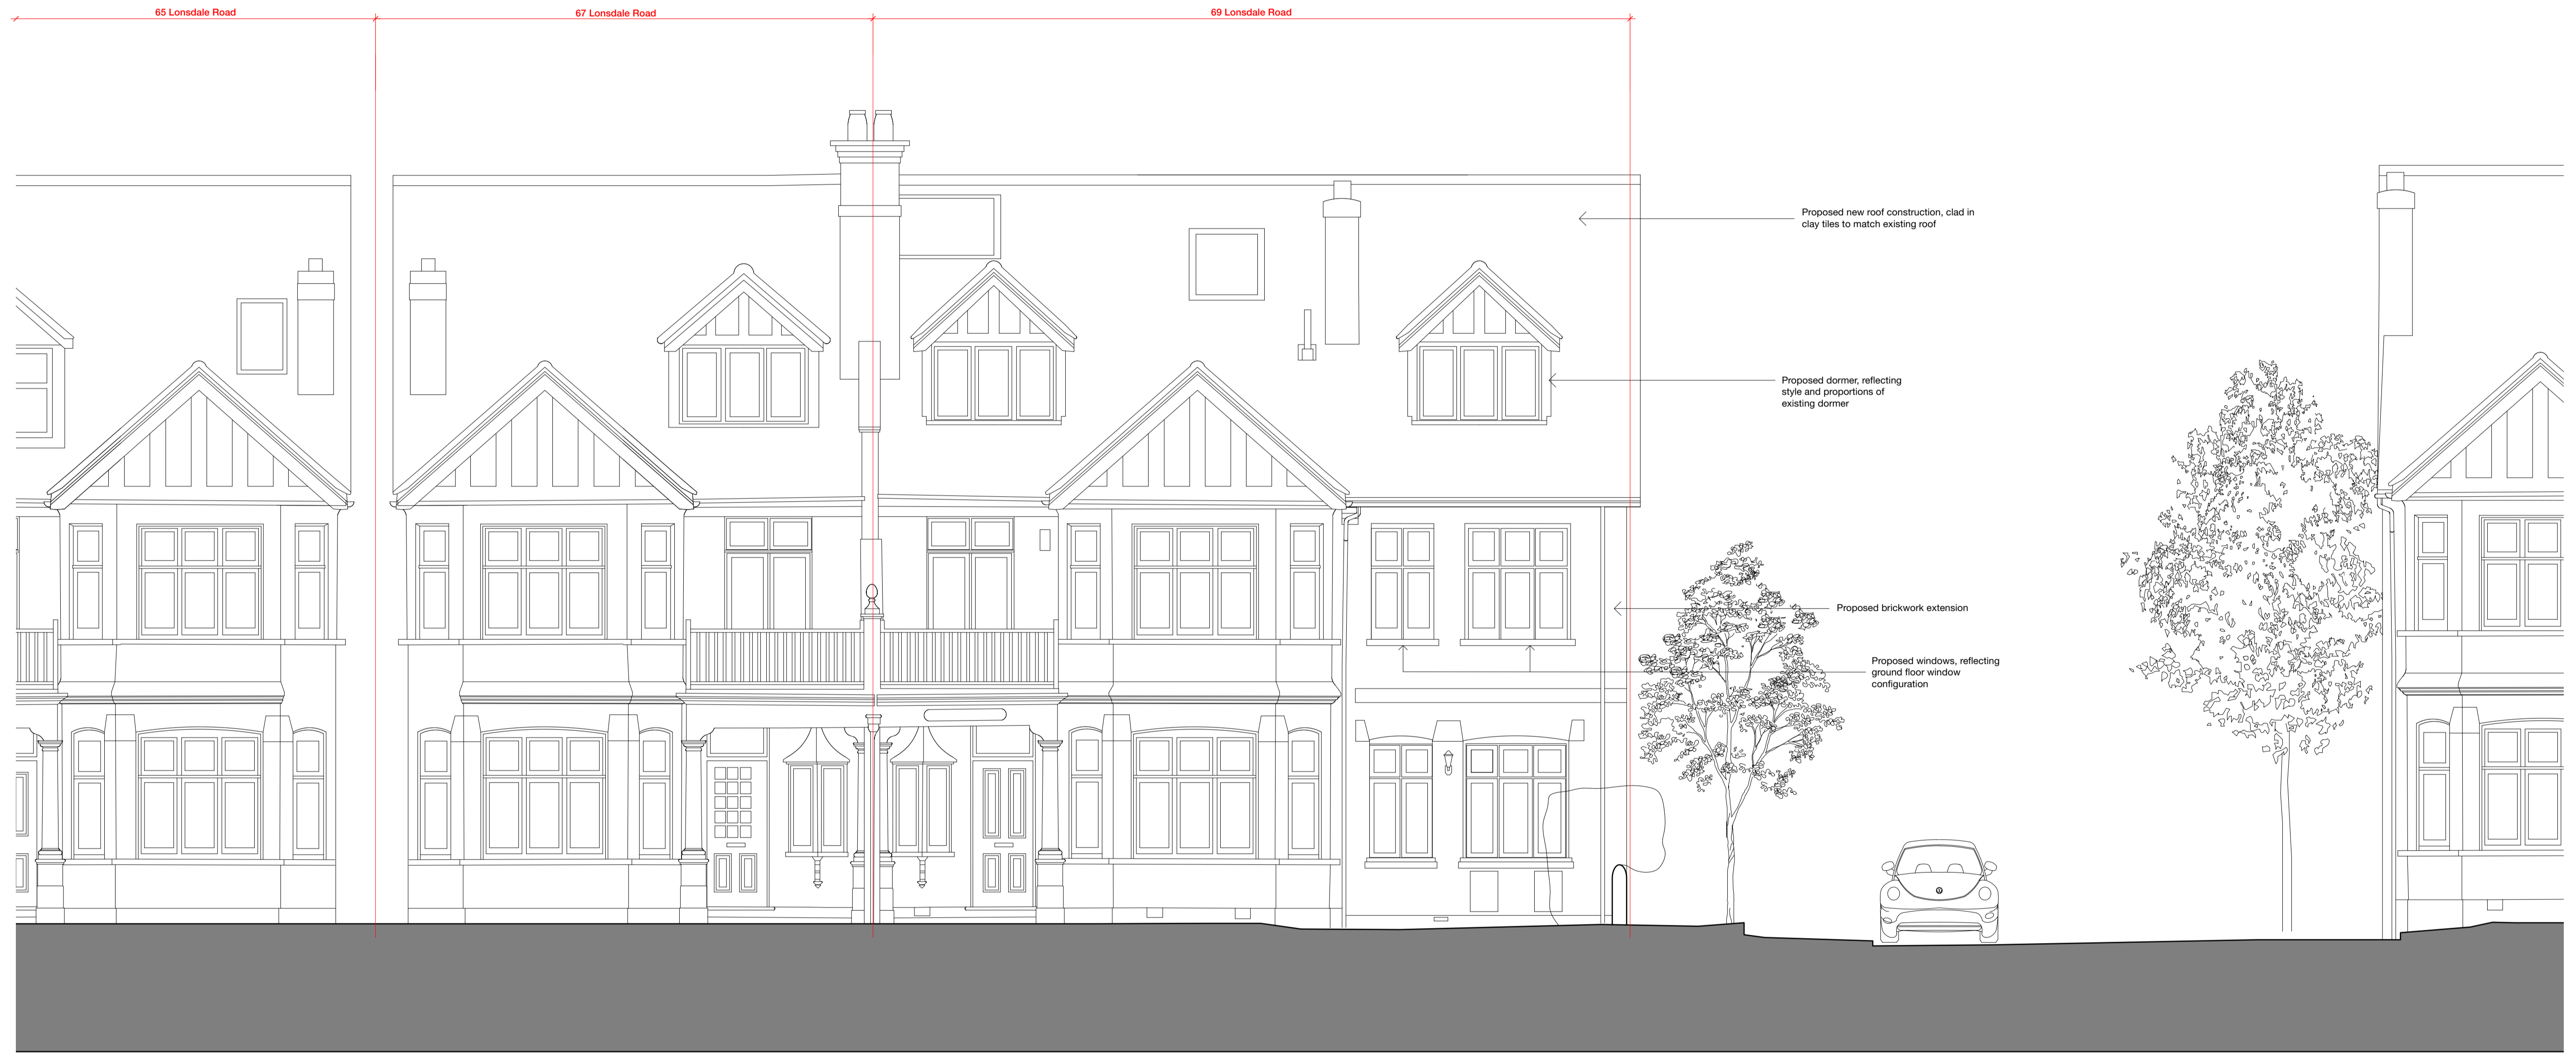 65 Lonsdale Road
67 Lonsdale Road
69 Lonsdale Road
Proposed new roof construction, clad in
clay tiles to match existing roof
Proposed dormer, reflecting
style and proportions of
existing dormer
Proposed brickwork extension
Proposed windows, reflecting
ground floor window
configuration